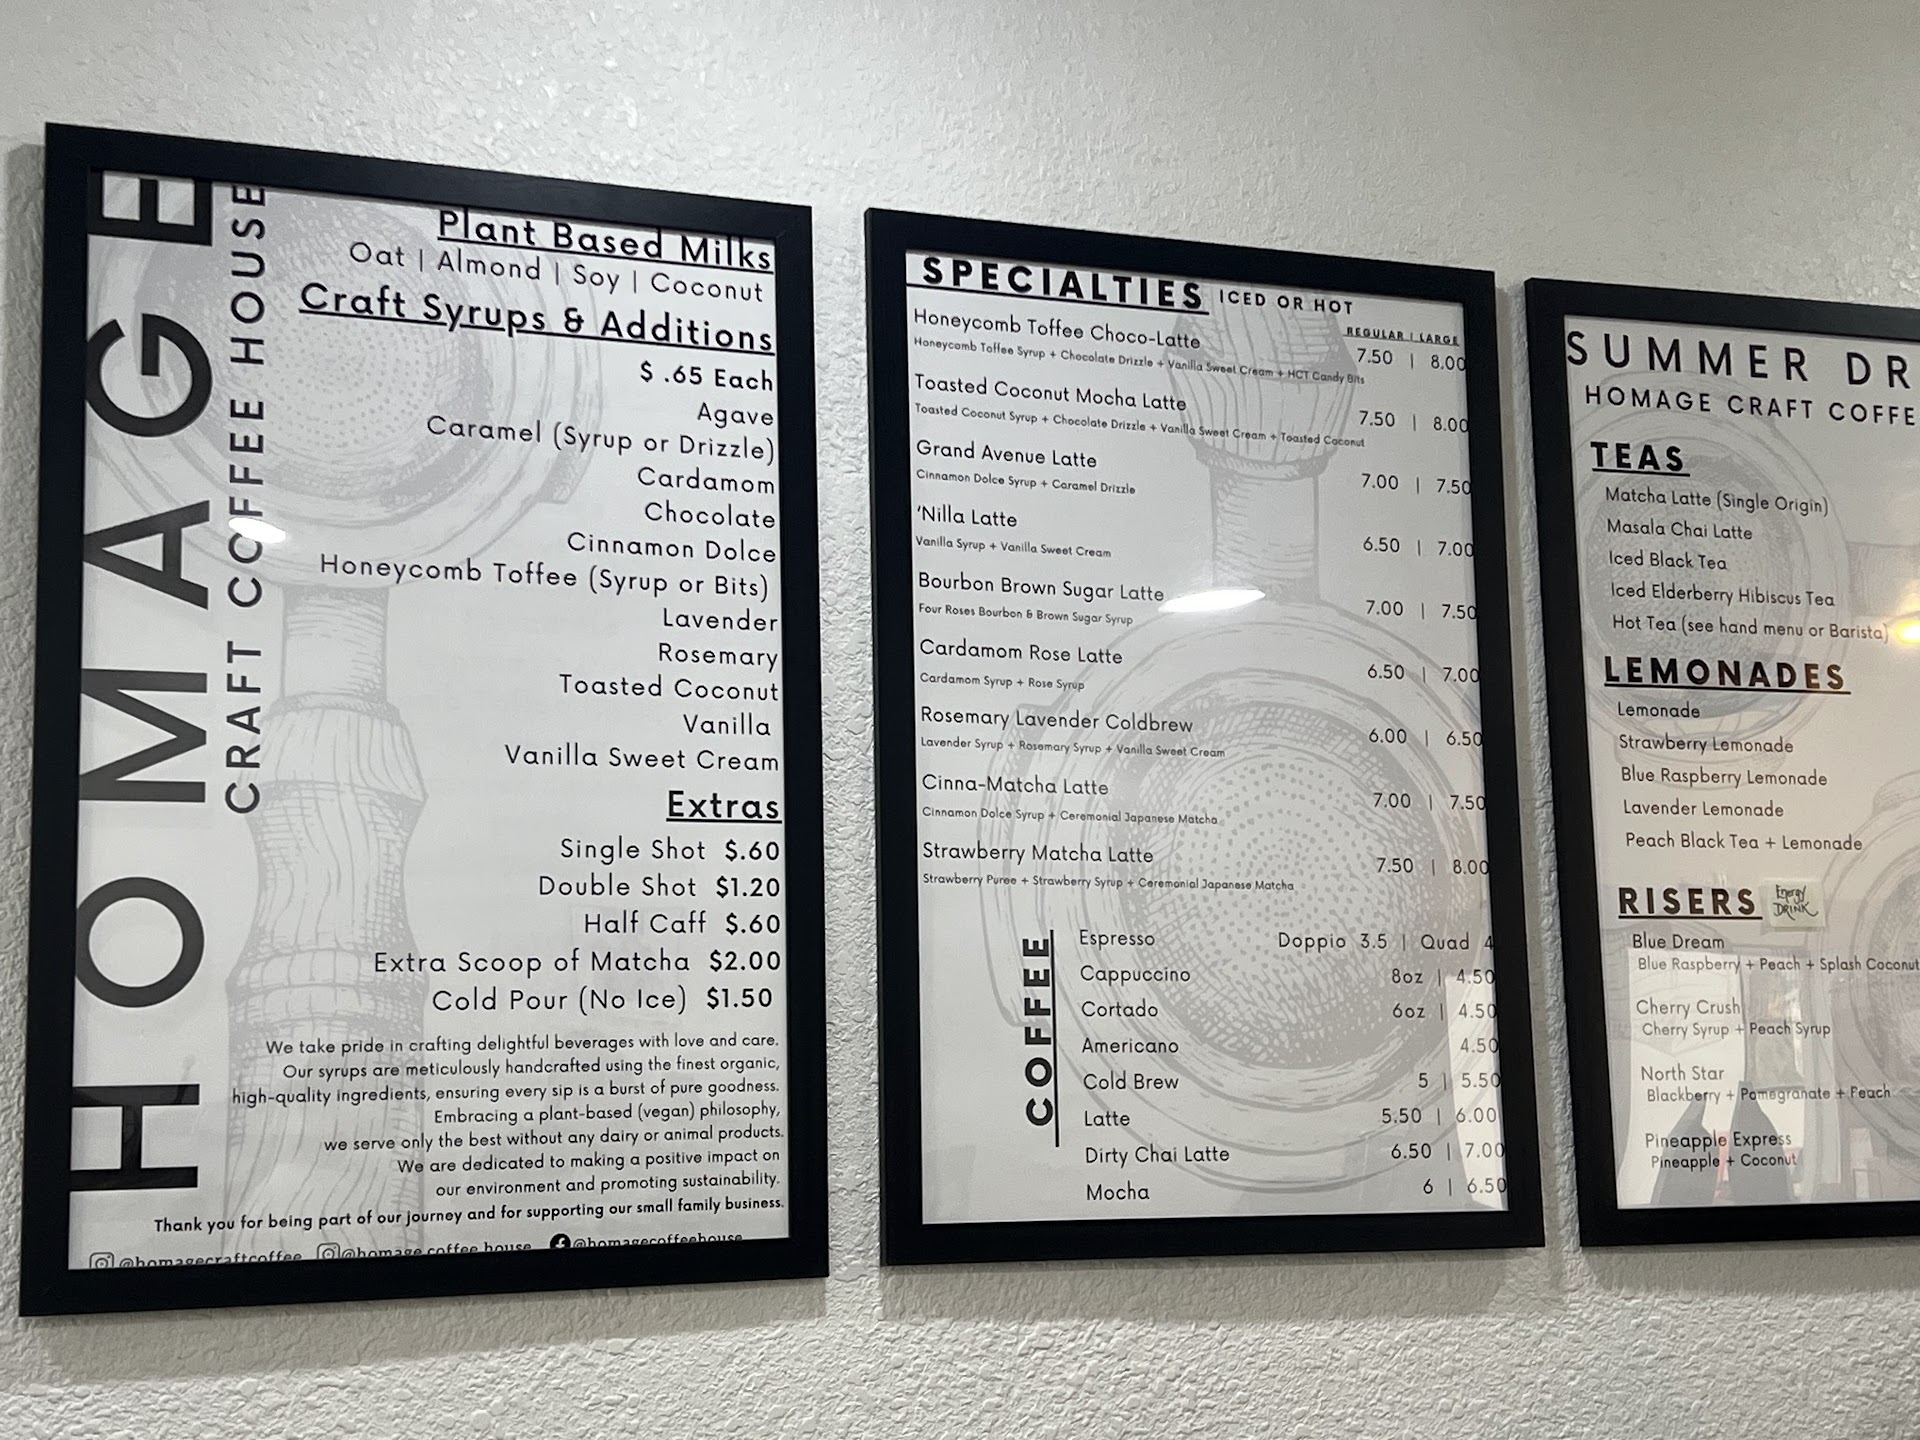 HOMAGE
CRAFT COFFEE HOUSE
Plant Based Milks
Oat | Almond | Soy | Coconut
Craft Syrups & Additions
$ .65 Each
Agave
Caramel (Syrup or Drizzle)
Cardamom
Chocolate
Cinnamon Dolce
Honeycomb Toffee (Syrup or Bits)
Lavender
Rosemary
Toasted Coconut
Vanilla
Vanilla Sweet Cream
Extras
Single Shot $.60
Double Shot $1.20
Half Caff $.60
Extra Scoop of Matcha $2.00
Cold Pour (No Ice) $1.50
We take pride in crafting delightful beverages with love and care.
Our syrups are meticulously handcrafted using the finest organic,
high-quality ingredients, ensuring every sip is a burst of pure goodness.
Embracing a plant-based (vegan) philosophy,
we serve only the best without any dairy or animal products.
We are dedicated to making a positive impact on
our environment and promoting sustainability.
Thank you for being part of our journey and for supporting our small family business.
@homagecraftcoffee @homage.coffee.house @homagecoffeehouse
SPECIALTIES ICED OR HOT
REGULAR | LARGE
Honeycomb Toffee Choco-Latte 7.50 | 8.00
Honeycomb Toffee Syrup + Chocolate Drizzle + Vanilla Sweet Cream + HCT Candy Bits
Toasted Coconut Mocha Latte 7.50 | 8.00
Toasted Coconut Syrup + Chocolate Drizzle + Vanilla Sweet Cream + Toasted Coconut
Grand Avenue Latte 7.00 | 7.50
Cinnamon Dolce Syrup + Caramel Drizzle
'Nilla Latte 6.50 | 7.00
Vanilla Syrup + Vanilla Sweet Cream
Bourbon Brown Sugar Latte 7.00 | 7.50
Four Roses Bourbon & Brown Sugar Syrup
Cardamom Rose Latte 6.50 | 7.00
Cardamom Syrup + Rose Syrup
Rosemary Lavender Coldbrew 6.00 | 6.50
Lavender Syrup + Rosemary Syrup + Vanilla Sweet Cream
Cinna-Matcha Latte 7.00 | 7.50
Cinnamon Dolce Syrup + Ceremonial Japanese Matcha
Strawberry Matcha Latte 7.50 | 8.00
Strawberry Puree + Strawberry Syrup + Ceremonial Japanese Matcha
COFFEE
Espresso Doppio 3.5 | Quad 4
Cappuccino 8oz | 4.50
Cortado 6oz | 4.50
Americano 4.50
Cold Brew 5 | 5.50
Latte 5.50 | 6.00
Dirty Chai Latte 6.50 | 7.00
Mocha 6 | 6.50
SUMMER DR
HOMAGE CRAFT COFFE
TEAS
Matcha Latte (Single Origin)
Masala Chai Latte
Iced Black Tea
Iced Elderberry Hibiscus Tea
Hot Tea (see hand menu or Barista)
LEMONADES
Lemonade
Strawberry Lemonade
Blue Raspberry Lemonade
Lavender Lemonade
Peach Black Tea + Lemonade
RISERS Energy
DRINK
Blue Dream
Blue Raspberry + Peach + Splash Coconut
Cherry Crush
Cherry Syrup + Peach Syrup
North Star
Blackberry + Pomegranate + Peach
Pineapple Express
Pineapple + Coconut